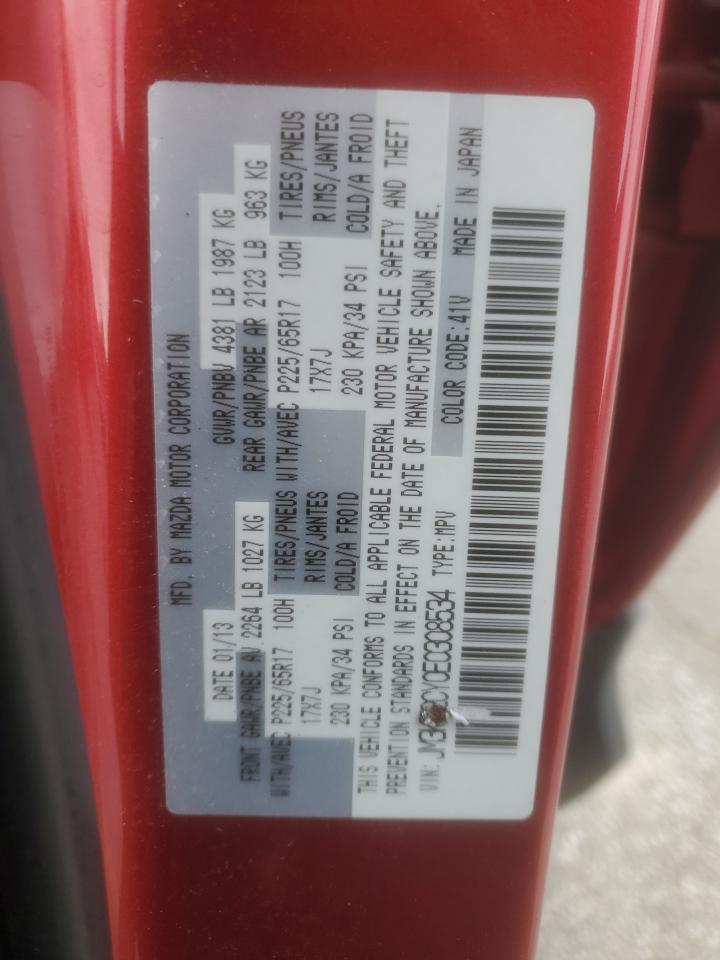 MFD. BY MAZDA MOTOR CORPORATION
DATE 01/13 GVWR/PNBV 4381 LB 1987 KG
FRONT GAWR/PNBE AV 2264 LB 1027 KG REAR GAWR/PNBE AR 2123 LB 963 KG
WITH/AVEC P225/65R17 100H TIRES/PNEUS WITH/AVEC P225/65R17 100H TIRES/PNEUS
17X7J RIMS/JANTES 17X7J RIMS/JANTES
230 KPA/34 PSI COLD/A FROID 230 KPA/34 PSI COLD/A FROID
THIS VEHICLE CONFORMS TO ALL APPLICABLE FEDERAL MOTOR VEHICLE SAFETY AND THEFT
PREVENTION STANDARDS IN EFFECT ON THE DATE OF MANUFACTURE SHOWN ABOVE.
VIN: TYPE:MPV COLOR CODE:41V MADE IN JAPAN